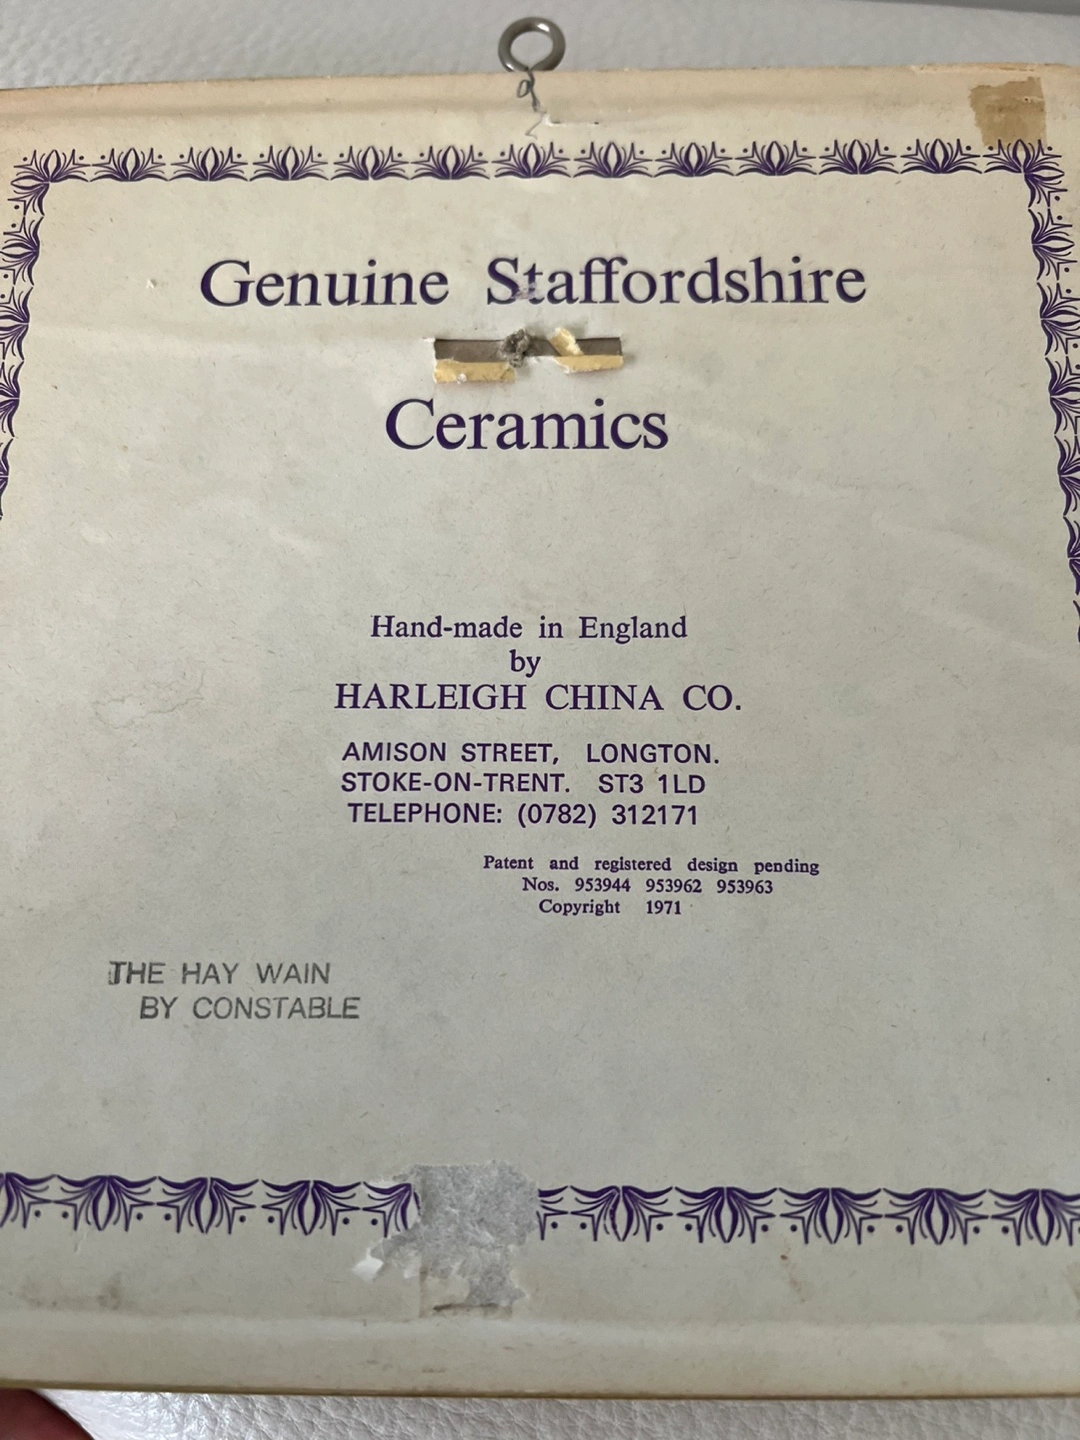 Genuine Staffordshire
Ceramics
Hand-made in England
by
HARLEIGH CHINA CO.
AMISON STREET, LONGTON.
STOKE-ON-TRENT. ST3 1LD
TELEPHONE: (0782) 312171
Patent and registered design pending
Nos. 953944 953962 953963
Copyright 1971
THE HAY WAIN
BY CONSTABLE